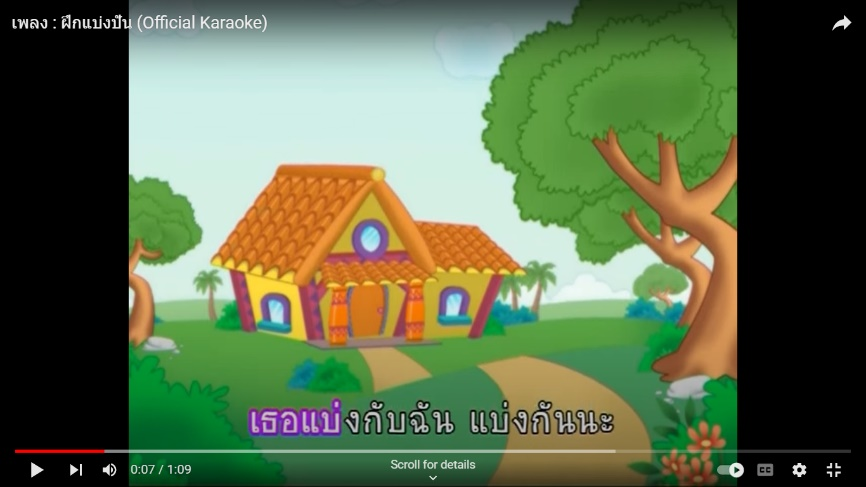 เพลง : ฝึกแบ่งปัน (Official Karaoke)
เธอแบ่งกับฉัน แบ่งกันนะ
0:07 / 1:09
Scroll for details
CC